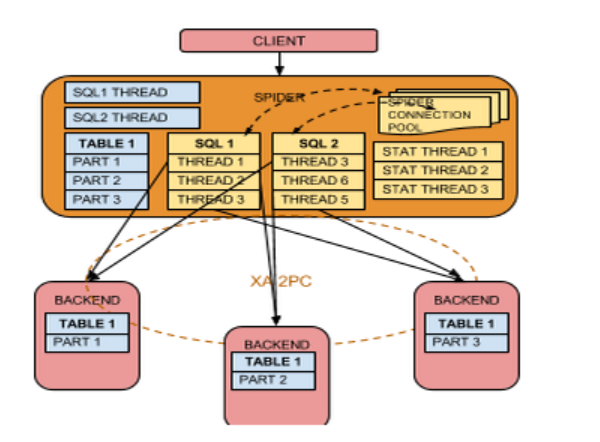 CLIENT
SQL1 THREAD
SPIDER
SPIDER
CONNECTION
POOL
SQL2 THREAD
TABLE 1
PART 1
PART 2
PART 3
SQL 1
THREAD 1
THREAD 2
THREAD 3
SQL 2
THREAD 3
THREAD 6
THREAD 5
STAT THREAD 1
STAT THREAD 2
STAT THREAD 3
XA 2PC
BACKEND
TABLE 1
PART 1
BACKEND
TABLE 1
PART 2
BACKEND
TABLE 1
PART 3